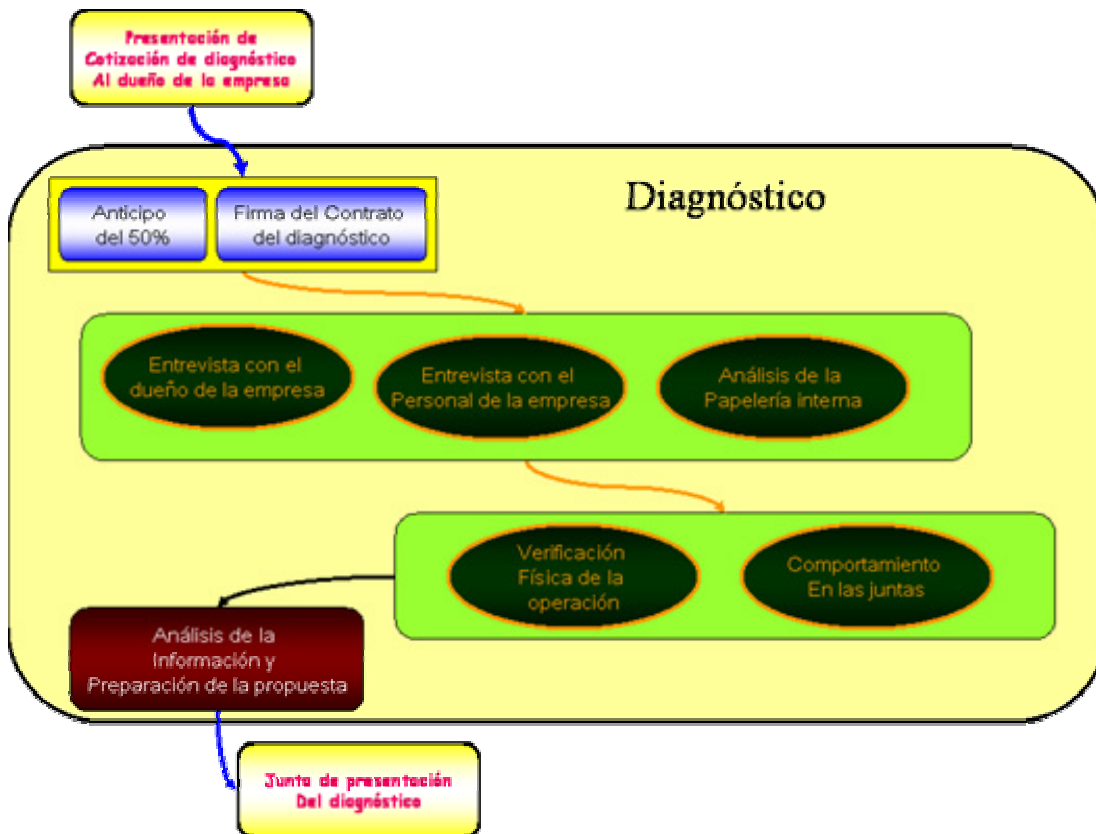 Presentación de
Cotización de diagnóstico
Al dueño de la empresa
Diagnóstico
Anticipo
del 50%
Firma del Contrato
del diagnóstico
Entrevista con el
dueño de la empresa
Entrevista con el
Personal de la empresa
Análisis de la
Papelería interna
Verificación
Física de la
operación
Comportamiento
En las juntas
Análisis de la
Información y
Preparación de la propuesta
Junta de presentación
Del diagnóstico